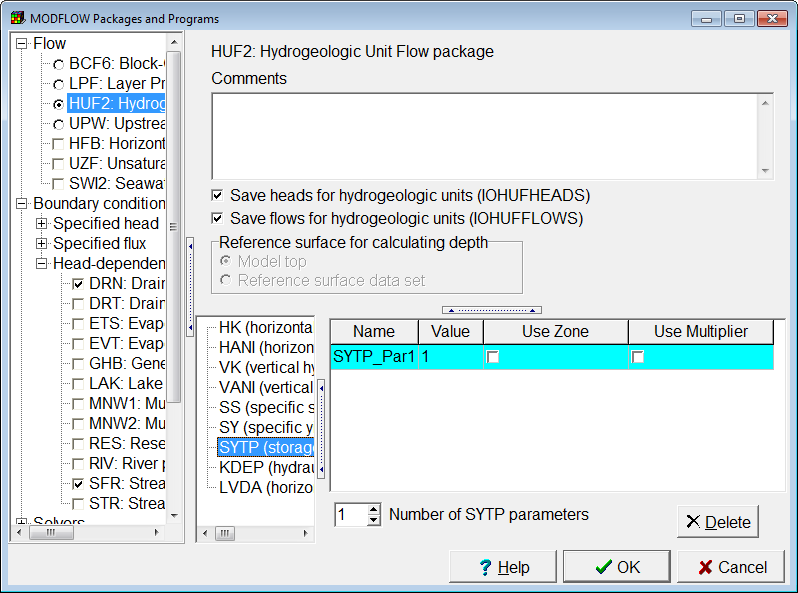 MODFLOW Packages and Programs
Flow
BCF6: Block-
LPF: Layer Pr
HUF2: Hydrog
UPW: Upstrea
HFB: Horizont
UZF: Unsatura
SWI2: Seawa
Boundary condition
Specified head
Specified flux
Head-dependen
DRN: Drain
DRT: Drain
ETS: Evap
EVT: Evap
GHB: Gene
LAK: Lake
MNW1: Mu
MNW2: Mu
RES: Rese
RIV: River p
SFR: Strea
STR: Strea
Solvers
HUF2: Hydrogeologic Unit Flow package
Comments
Save heads for hydrogeologic units (IOHUFHEADS)
Save flows for hydrogeologic units (IOHUFFLOWS)
Reference surface for calculating depth
Model top
Reference surface data set
HK (horizonta
HANI (horizon
VK (vertical hy
VANI (vertical
SS (specific s
SY (specific y
SYTP (storag
KDEP (hydrau
LVDA (horizo
Name Value Use Zone Use Multiplier
SYTP_Par1 1
1 Number of SYTP parameters
Delete
Help OK Cancel